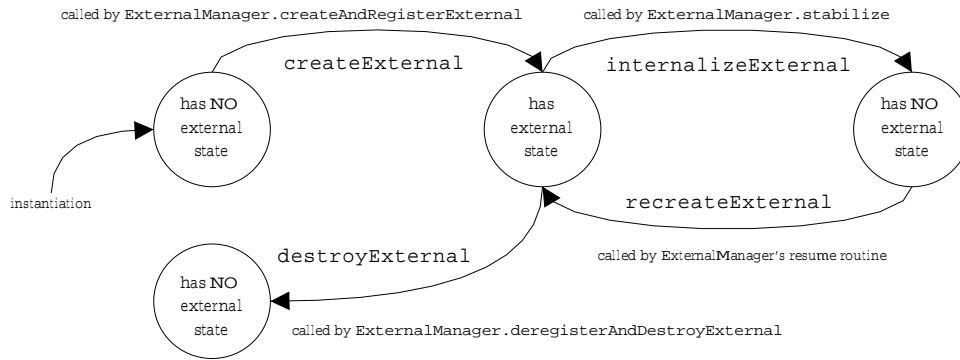 called by ExternalManager.createAndRegisterExternal
called by ExternalManager.stabilize
createExternal
internalizeExternal
has NO
external
state
has
external
state
has NO
external
state
instantiation
recreateExternal
called by ExternalManager's resume routine
destroyExternal
has NO
external
state
called by ExternalManager.deregisterAndDestroyExternal